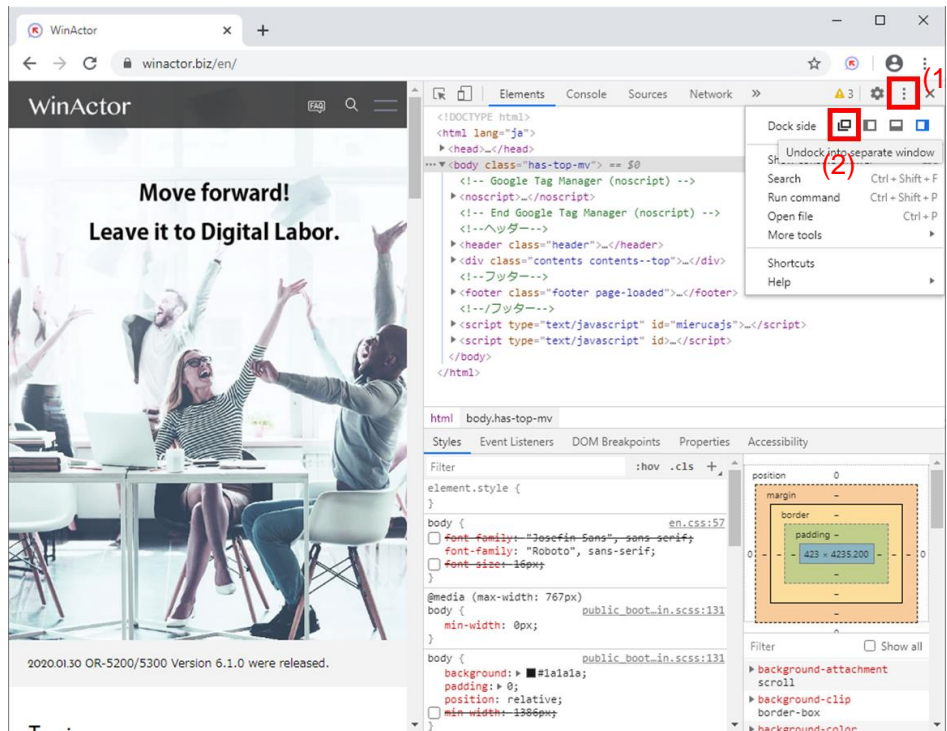 WinActor
winactor.biz/en/
WinActor
FAQ
Move forward!
Leave it to Digital Labor.
2020.01.30 OR-5200/5300 Version 6.1.0 were released.
Elements Console Sources Network » 3
(1
<!DOCTYPE html>
<html lang="ja">
<head>…</head>
<body class="has-top-mv"> == $0
<!-- Google Tag Manager (noscript) -->
<noscript>…</noscript>
<!-- End Google Tag Manager (noscript) -->
<!--ヘッダー-->
<header class="header">…</header>
<div class="contents contents--top">…</div>
<!--フッター-->
<footer class="footer page-loaded">…</footer>
<!--/フッター-->
<script type="text/javascript" id="mierucajs">…</script>
<script type="text/javascript" id>…</script>
</body>
</html>
Dock side
Undock into separate window
(2)
Search Ctrl + Shift + F
Run command Ctrl + Shift + P
Open file Ctrl + P
More tools
Shortcuts
Help
html body.has-top-mv
Styles Event Listeners DOM Breakpoints Properties Accessibility
Filter :hov .cls +
element.style {
}
body { en.css:57
font-family: "Josefin Sans", sans-serif;
font-family: "Roboto", sans-serif;
font-size: 16px;
}
@media (max-width: 767px)
body { public_boot…in.scss:131
min-width: 0px;
}
body { public_boot…in.scss:131
background: #1a1a1a;
padding: 0;
position: relative;
min-width: 1386px;
}
position 0
margin -
border -
padding -
0 - - - 423 × 4235.200 - - - 0
-
-
-
0
Filter Show all
background-attachment
scroll
background-clip
border-box
background-color